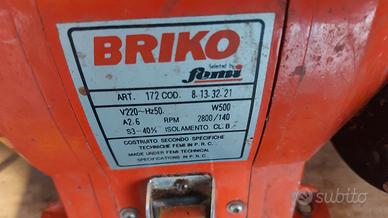 BRIKO
Selected by
femi
ART. 172 COD. 8-13-32-21
V220~Hz50. W500
A2.6 RPM 2800/140
S3-40% ISOLAMENTO CL.B
COSTRUITO SECONDO SPECIFICHE
TECHNICHE FEMI IN R.C.
MADE UNDER FEMI TECHNICAL
SPECIFICATIONS IN R.P.C.
subito